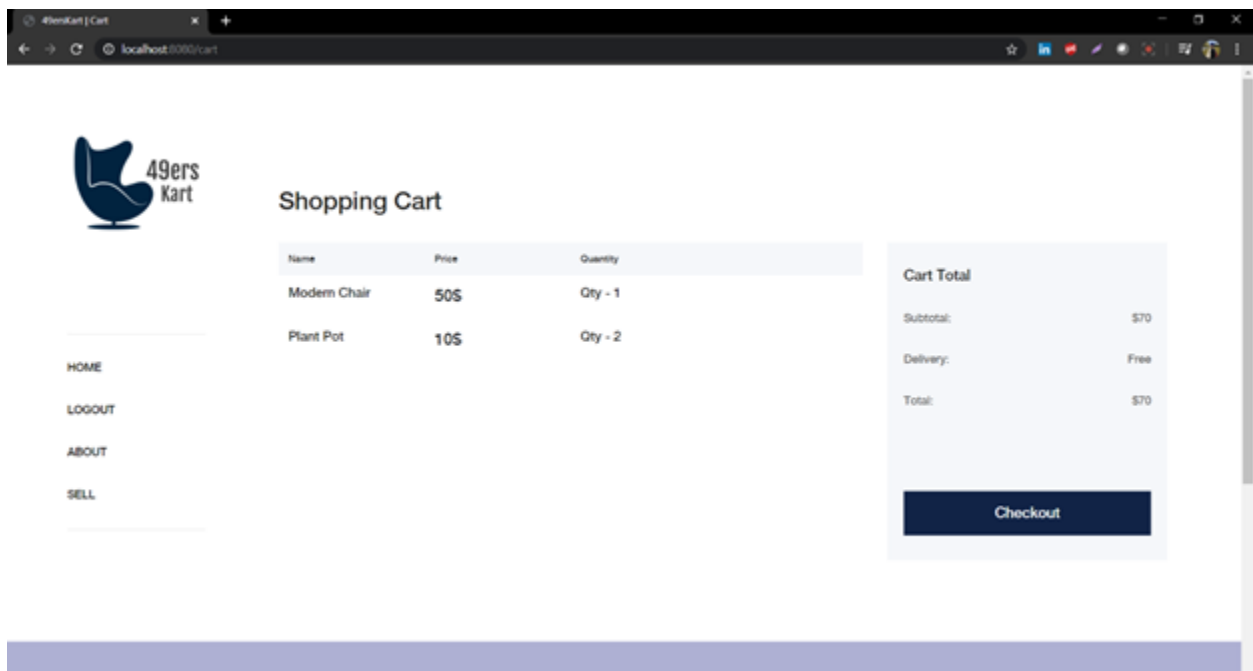 49ersKart | Cart
localhost:8080/cart
49ers
Kart
HOME
LOGOUT
ABOUT
SELL
Shopping Cart
Name Price Quantity
Modern Chair 50$ Qty - 1
Plant Pot 10$ Qty - 2
Cart Total
Subtotal: $70
Delivery: Free
Total: $70
Checkout